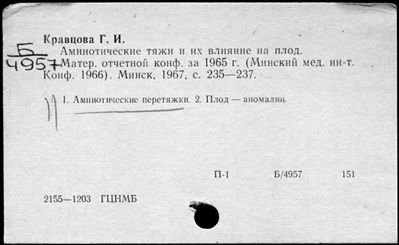 Кравцова Г. И.
Б
4957
Амниотические тяжи и их влияние на плод.
Матер. отчетной конф. за 1965 г. (Минский мед. ин-т.
Конф. 1966). Минск, 1967, с. 235—237.
1. Амниотические перетяжки. 2. Плод — аномалии.
П-1 Б/4957 151
2155—1203 ГЦНМБ